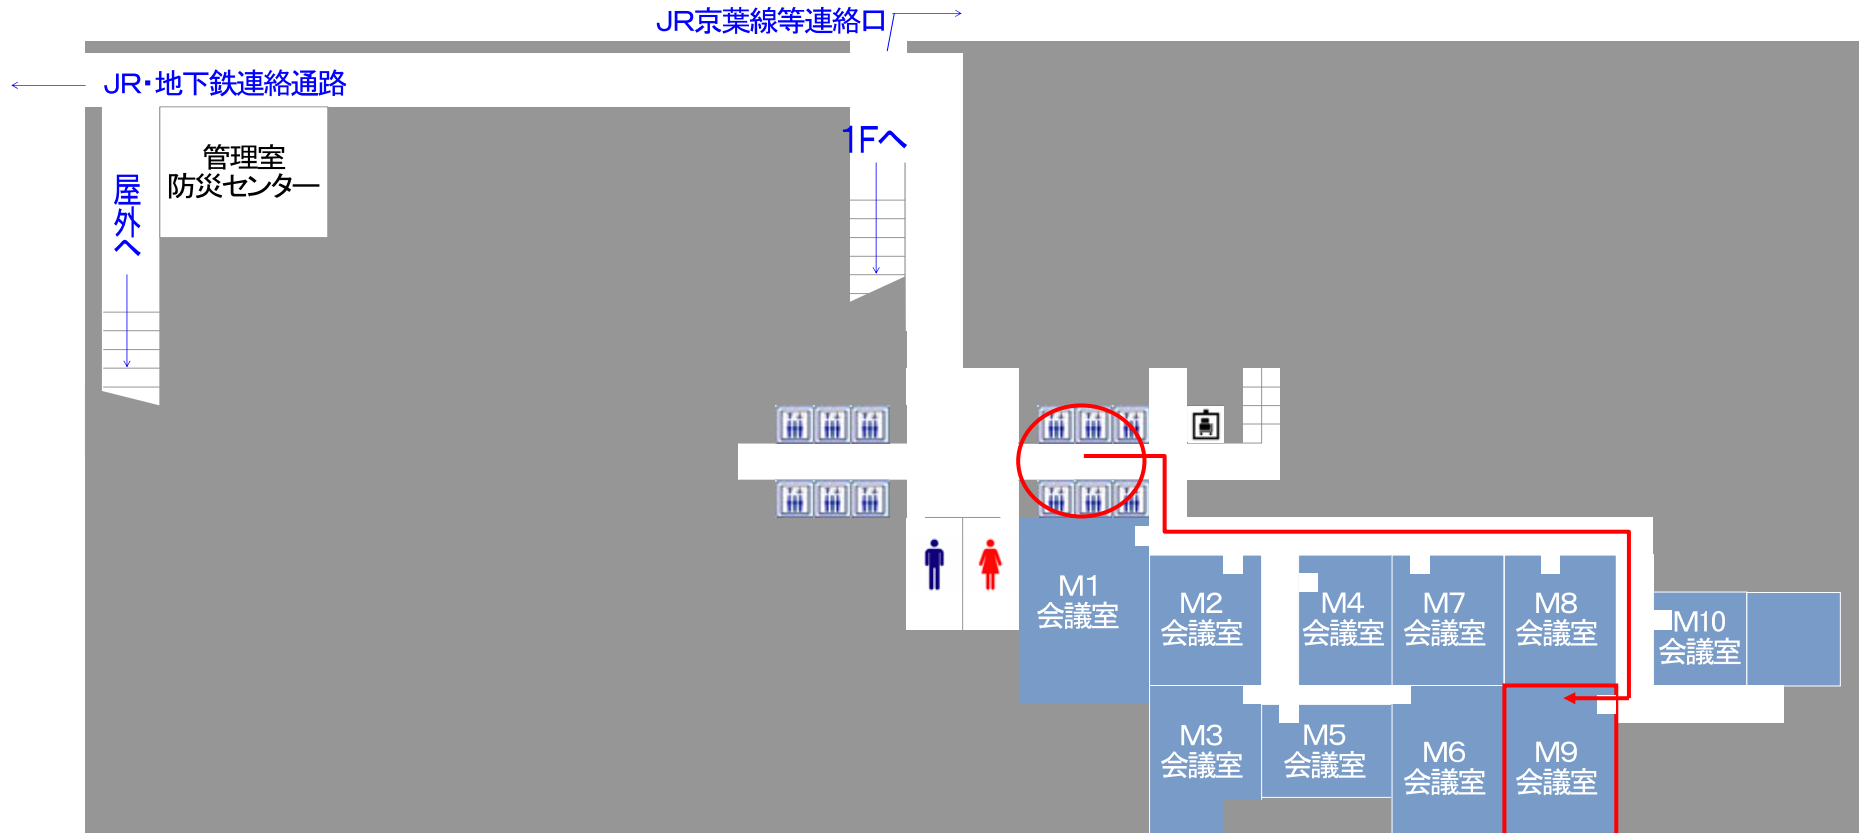 JR京葉線等連絡口
JR・地下鉄連絡通路
1Fへ
管理室
防災センター
屋外へ
M1
会議室
M2
会議室
M4
会議室
M7
会議室
M8
会議室
M10
会議室
M3
会議室
M5
会議室
M6
会議室
M9
会議室